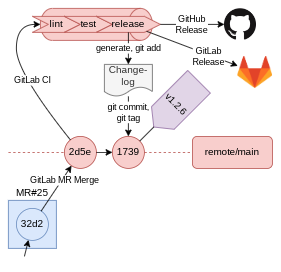 lint
test
release
GitHub
Release
generate, git add
GitLab
Release
Change-
log
GitLab CI
v1.2.6
git commit,
git tag
2d5e
1739
remote/main
GitLab MR Merge
MR#25
32d2